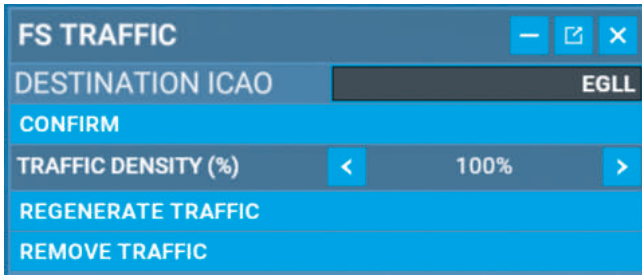 FS TRAFFIC
DESTINATION ICAO EGLL
CONFIRM
TRAFFIC DENSITY (%) < 100% >
REGENERATE TRAFFIC
REMOVE TRAFFIC